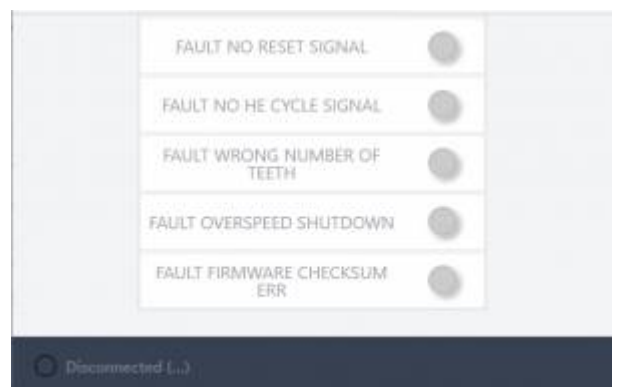 FAULT NO RESET SIGNAL
FAULT NO HE CYCLE SIGNAL
FAULT WRONG NUMBER OF
TEETH
FAULT OVERSPEED SHUTDOWN
FAULT FIRMWARE CHECKSUM
ERR
Disconnected (...)